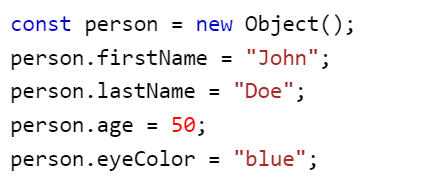 const person = new Object();
person.firstName = "John";
person.lastName = "Doe";
person.age = 50;
person.eyeColor = "blue";